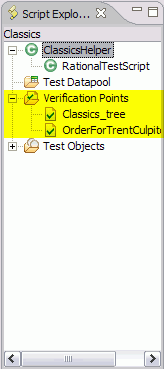 Script Explo...
Classics
ClassicsHelper
RationalTestScript
Test Datapool
Verification Points
Classics_tree
OrderForTrentCulpit
Test Objects